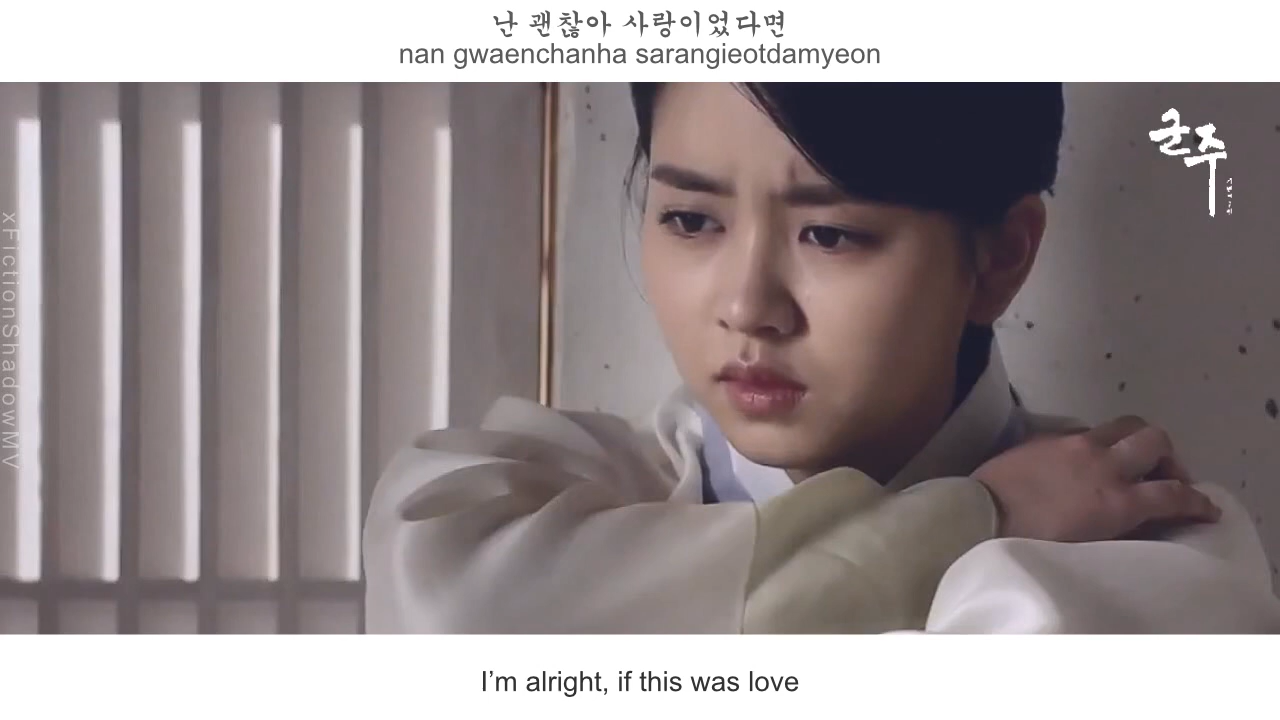 난 괜찮아 사랑이었다면
nan gwaenchanha sarangieotdamyeon
군주
xFictionShadowMV
I'm alright, if this was love